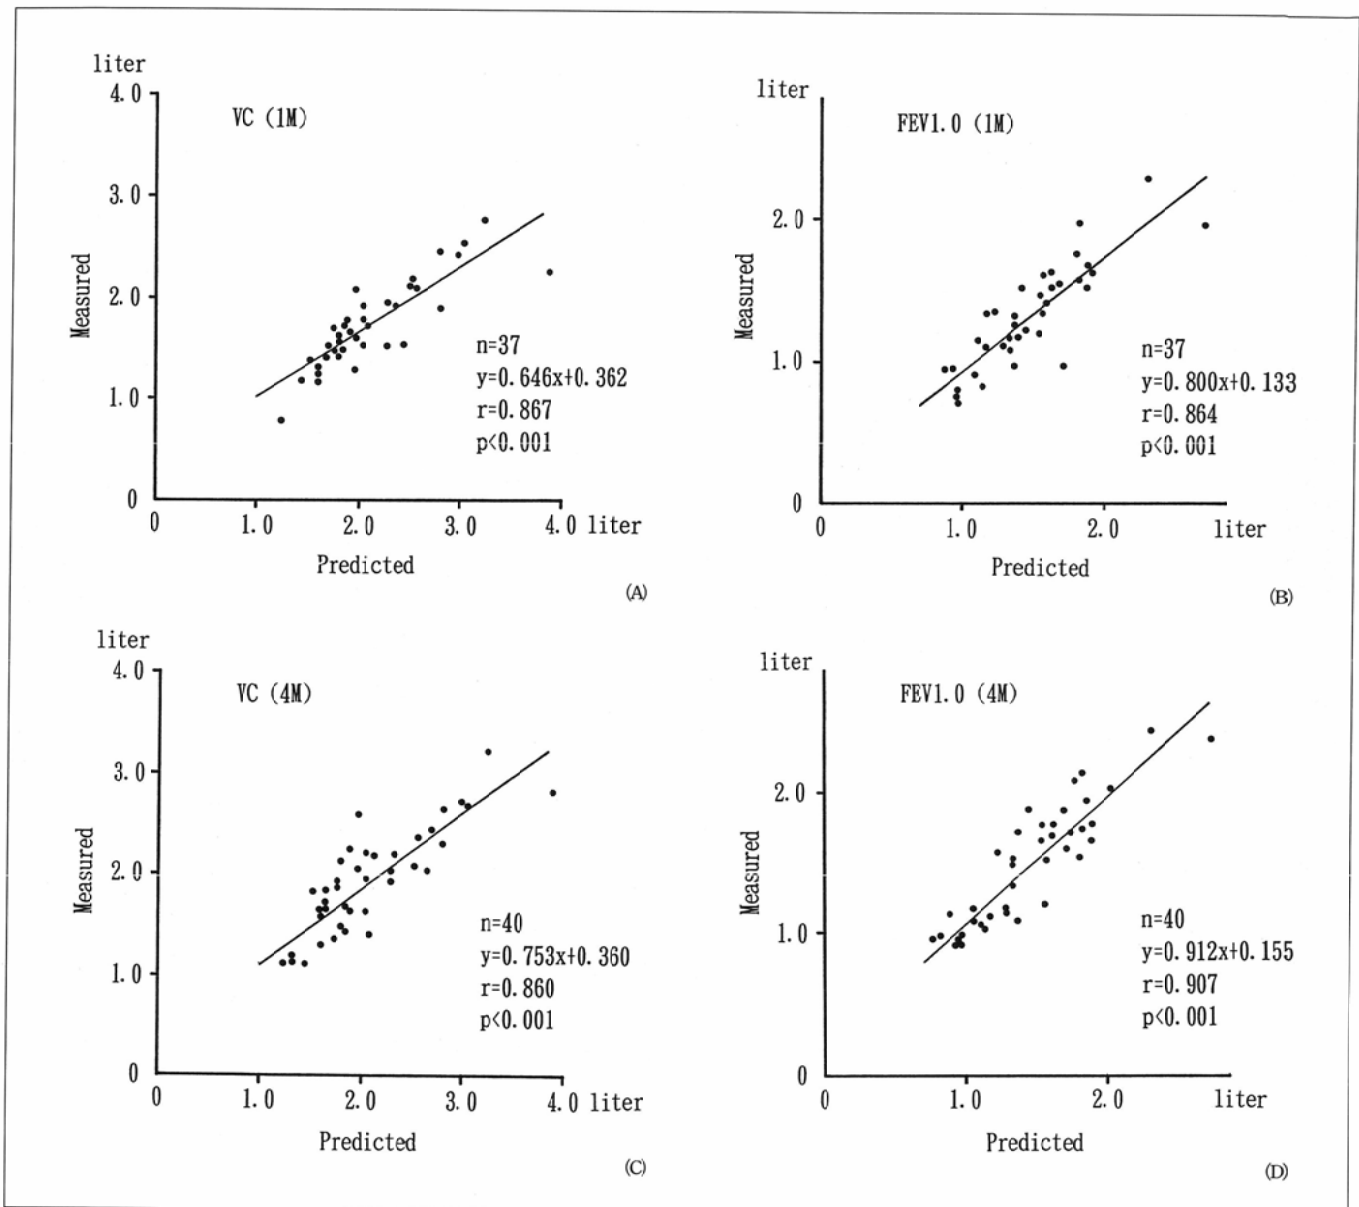 liter
4.0
VC (1M)
3.0
2.0
1.0
0
Measured
n=37
y=0.646x+0.362
r=0.867
p<0.001
0 1.0 2.0 3.0 4.0 liter
Predicted
(A)
liter
FEV1.0 (1M)
2.0
1.0
0
Measured
n=37
y=0.800x+0.133
r=0.864
p<0.001
0 1.0 2.0 liter
Predicted
(B)
liter
4.0
VC (4M)
3.0
2.0
1.0
0
Measured
n=40
y=0.753x+0.360
r=0.860
p<0.001
0 1.0 2.0 3.0 4.0 liter
Predicted
(C)
liter
FEV1.0 (4M)
2.0
1.0
0
Measured
n=40
y=0.912x+0.155
r=0.907
p<0.001
0 1.0 2.0 liter
Predicted
(D)